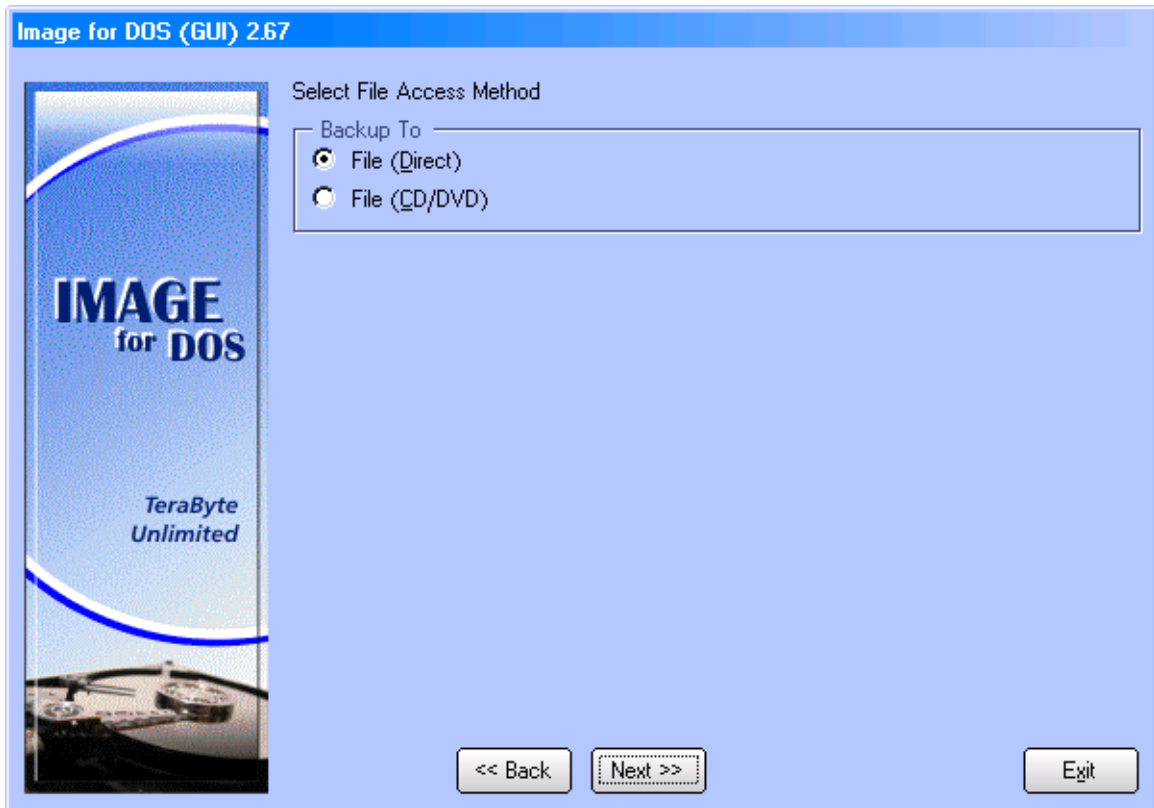 Image for DOS (GUI) 2.67
Select File Access Method
Backup To
File (Direct)
File (CD/DVD)
IMAGE
for DOS
TeraByte
Unlimited
<< Back
Next >>
Exit